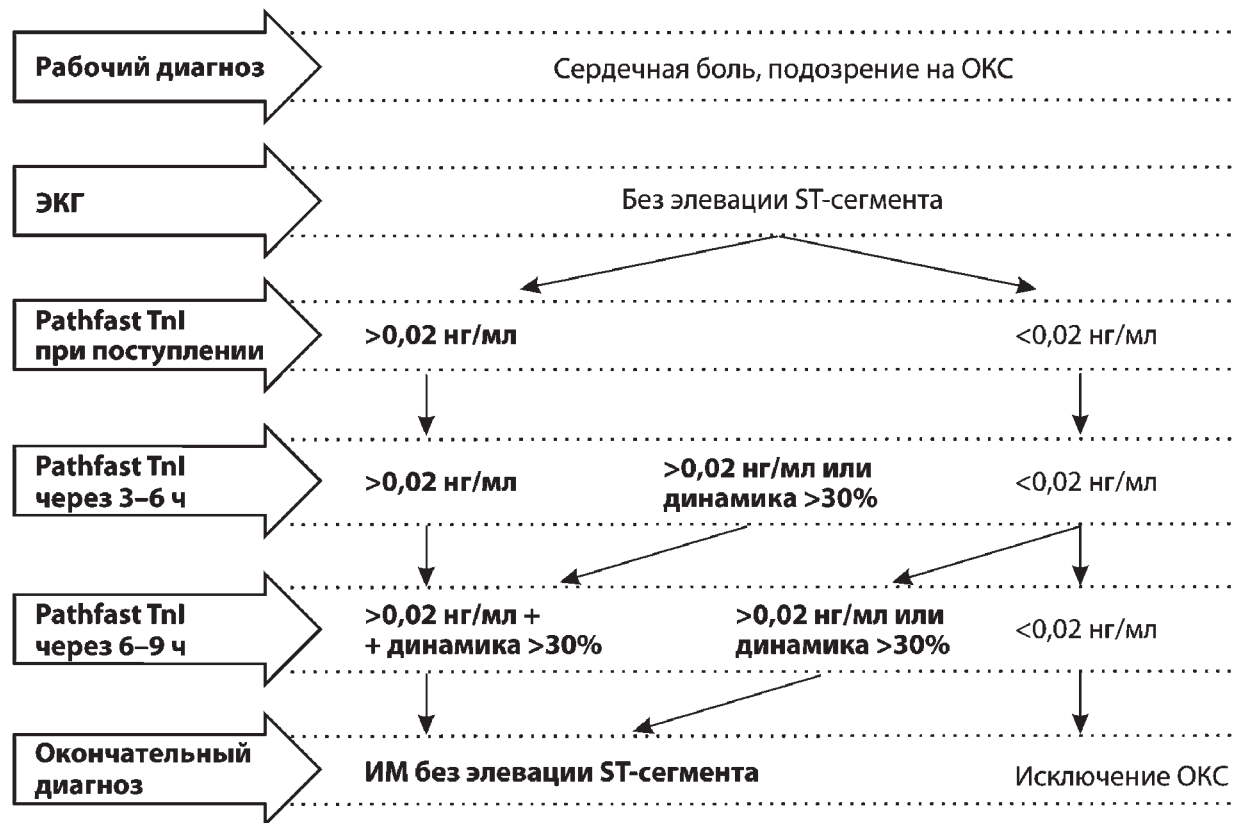 Рабочий диагноз
Сердечная боль, подозрение на ОКС
ЭКГ
Без элевации ST-сегмента
Pathfast TnI
при поступлении
>0,02 нг/мл
<0,02 нг/мл
Pathfast TnI
через 3–6 ч
>0,02 нг/мл
>0,02 нг/мл или
динамика >30%
<0,02 нг/мл
Pathfast TnI
через 6–9 ч
>0,02 нг/мл +
+ динамика >30%
>0,02 нг/мл или
динамика >30%
<0,02 нг/мл
Окончательный
диагноз
ИМ без элевации ST-сегмента
Исключение ОКС